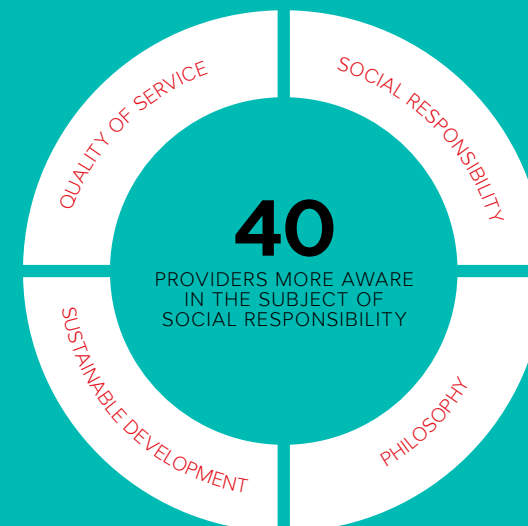 QUALITY OF SERVICE
SOCIAL RESPONSIBILITY
40
PROVIDERS MORE AWARE
IN THE SUBJECT OF
SOCIAL RESPONSIBILITY
SUSTAINABLE DEVELOPMENT
PHILOSOPHY